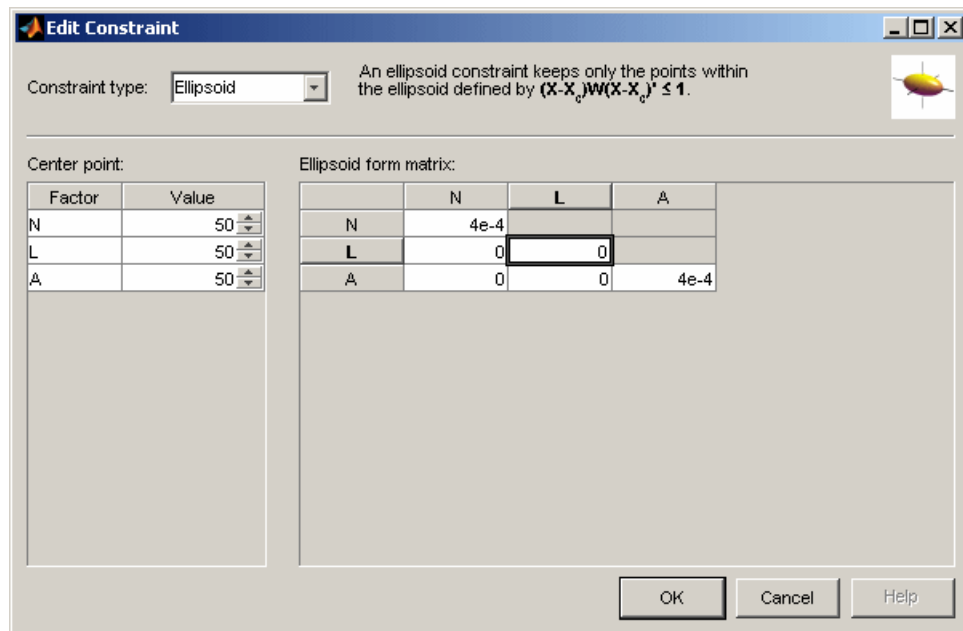 Edit Constraint
Constraint type: Ellipsoid
An ellipsoid constraint keeps only the points within
the ellipsoid defined by (X-Xc)W(X-Xc)' ≤ 1.
Center point:
Factor Value
N 50
L 50
A 50
Ellipsoid form matrix:
N L A
N 4e-4
L 0 0
A 0 0 4e-4
OK Cancel Help